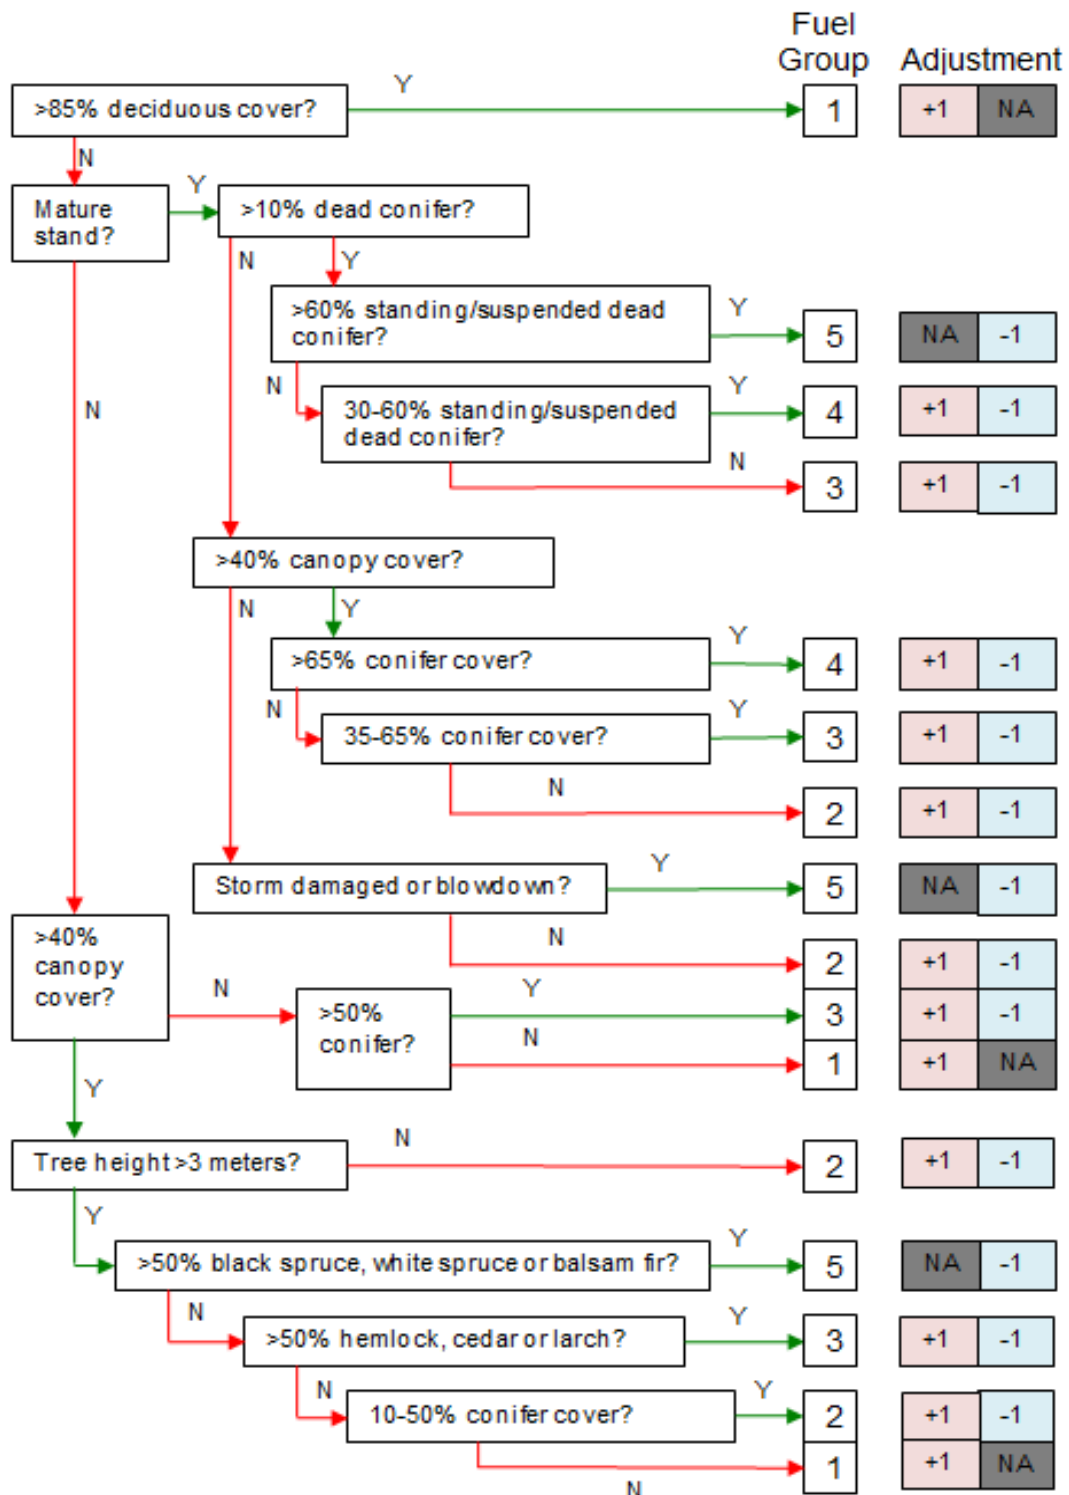 Fuel
Group Adjustment
>85% deciduous cover? Y 1 +1 NA
N
Mature
stand?
Y
>10% dead conifer?
N Y
>60% standing/suspended dead
conifer?
Y
5 NA -1
N
30-60% standing/suspended
dead conifer?
Y
4 +1 -1
N
3 +1 -1
N
>40% canopy cover?
N Y
>65% conifer cover?
Y
4 +1 -1
N
35-65% conifer cover?
Y
3 +1 -1
N
2 +1 -1
Storm damaged or blowdown?
Y
5 NA -1
N
2 +1 -1
>40%
canopy
cover?
N
>50%
conifer?
Y
3 +1 -1
N
1 +1 NA
Y
Tree height >3 meters?
N
2 +1 -1
Y
>50% black spruce, white spruce or balsam fir?
Y
5 NA -1
N
>50% hemlock, cedar or larch?
Y
3 +1 -1
N
10-50% conifer cover?
Y
2 +1 -1
1 +1 NA
N